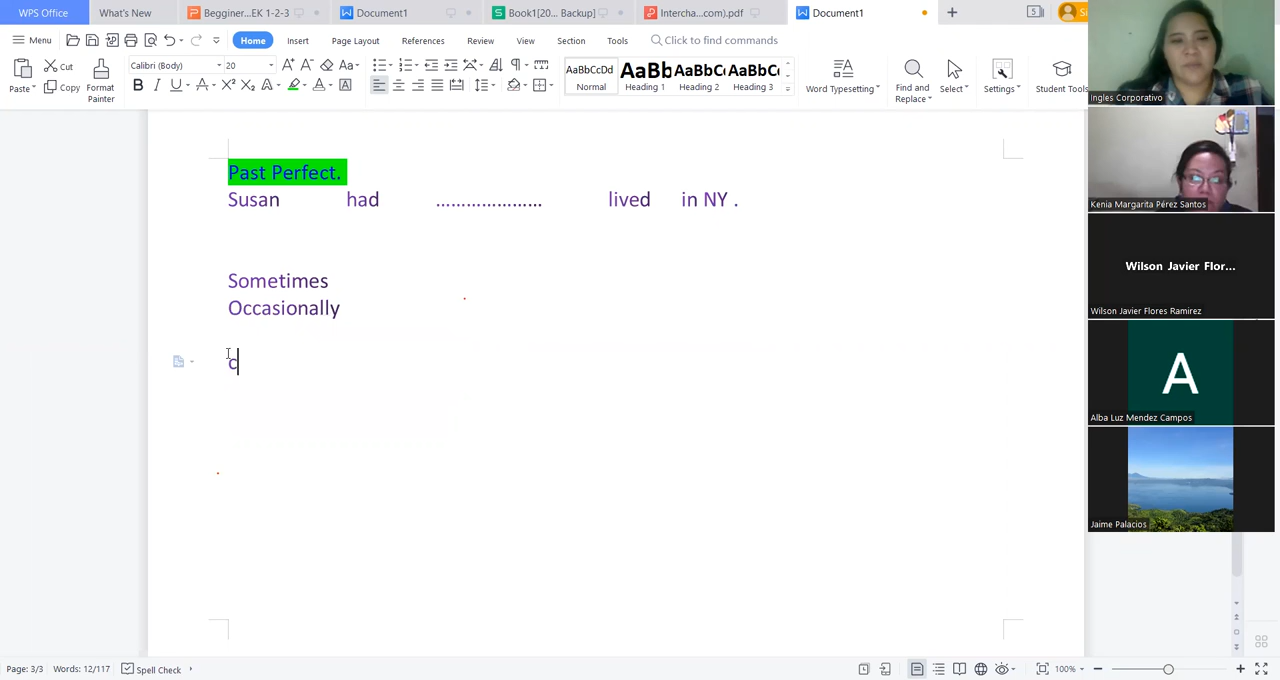 WPS Office What's New Begginer...EK 1-2-3 Document1 Book1[20... Backup] Intercha...com).pdf Document1 + Si
Menu Home Insert Page Layout References Review View Section Tools Click to find commands
Paste Cut Copy Format Painter Calibri (Body) 20 AaBbCcDd Normal AaBb Heading 1 AaBbC Heading 2 AaBbC Heading 3 Word Typesetting Find and Replace Select Settings Student Tools
Ingles Corporativo
Past Perfect.
Susan had ..................... lived in NY .
Kenia Margarita Pérez Santos
Sometimes
Occasionally
Wilson Javier Flor...
Wilson Javier Flores Ramirez
c
A
Alba Luz Mendez Campos
Jaime Palacios
Page: 3/3 Words: 12/117 Spell Check 100%